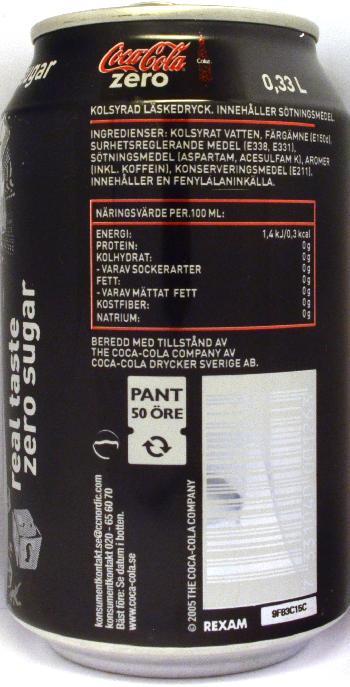 sugar
Coca-Cola
zero
Coke
0,33 L
KOLSYRAD LÄSKEDRYCK. INNEHÅLLER SÖTNINGSMEDEL.
INGREDIENSER: KOLSYRAT VATTEN, FÄRGÄMNE (E150d),
SURHETSREGLERANDE MEDEL (E338, E331),
SÖTNINGSMEDEL (ASPARTAM, ACESULFAM K), AROMER
(INKL. KOFFEIN), KONSERVERINGSMEDEL (E211).
INNEHÅLLER EN FENYLALANINKÄLLA.
NÄRINGSVÄRDE PER.100 ML:
ENERGI: 1,4 kJ/0,3 kcal
PROTEIN: 0g
KOLHYDRAT: 0g
- VARAV SOCKERARTER 0g
FETT: 0g
- VARAV MÄTTAT FETT 0g
KOSTFIBER: 0g
NATRIUM: 0g
BEREDD MED TILLSTÅND AV
THE COCA-COLA COMPANY AV
COCA-COLA DRYCKER SVERIGE AB.
real taste
zero sugar
PANT
50 ÖRE
konsumentkontakt.se@ccnordic.com
konsumentkontakt 020 - 65 60 70
Bäst före: Se datum i botten.
www.coca-cola.se
© 2005 THE COCA-COLA COMPANY
REXAM
9FB3C15C